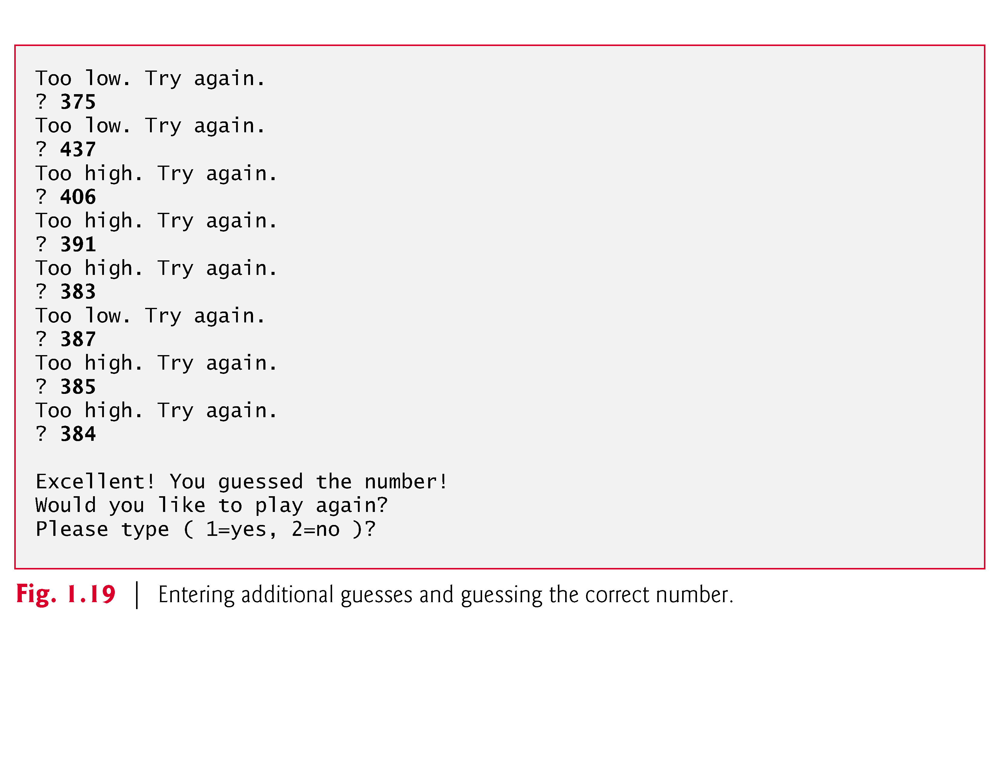 Too low. Try again.
? 375
Too low. Try again.
? 437
Too high. Try again.
? 406
Too high. Try again.
? 391
Too high. Try again.
? 383
Too low. Try again.
? 387
Too high. Try again.
? 385
Too high. Try again.
? 384
Excellent! You guessed the number!
Would you like to play again?
Please type ( 1=yes, 2=no )?
Fig. 1.19 | Entering additional guesses and guessing the correct number.